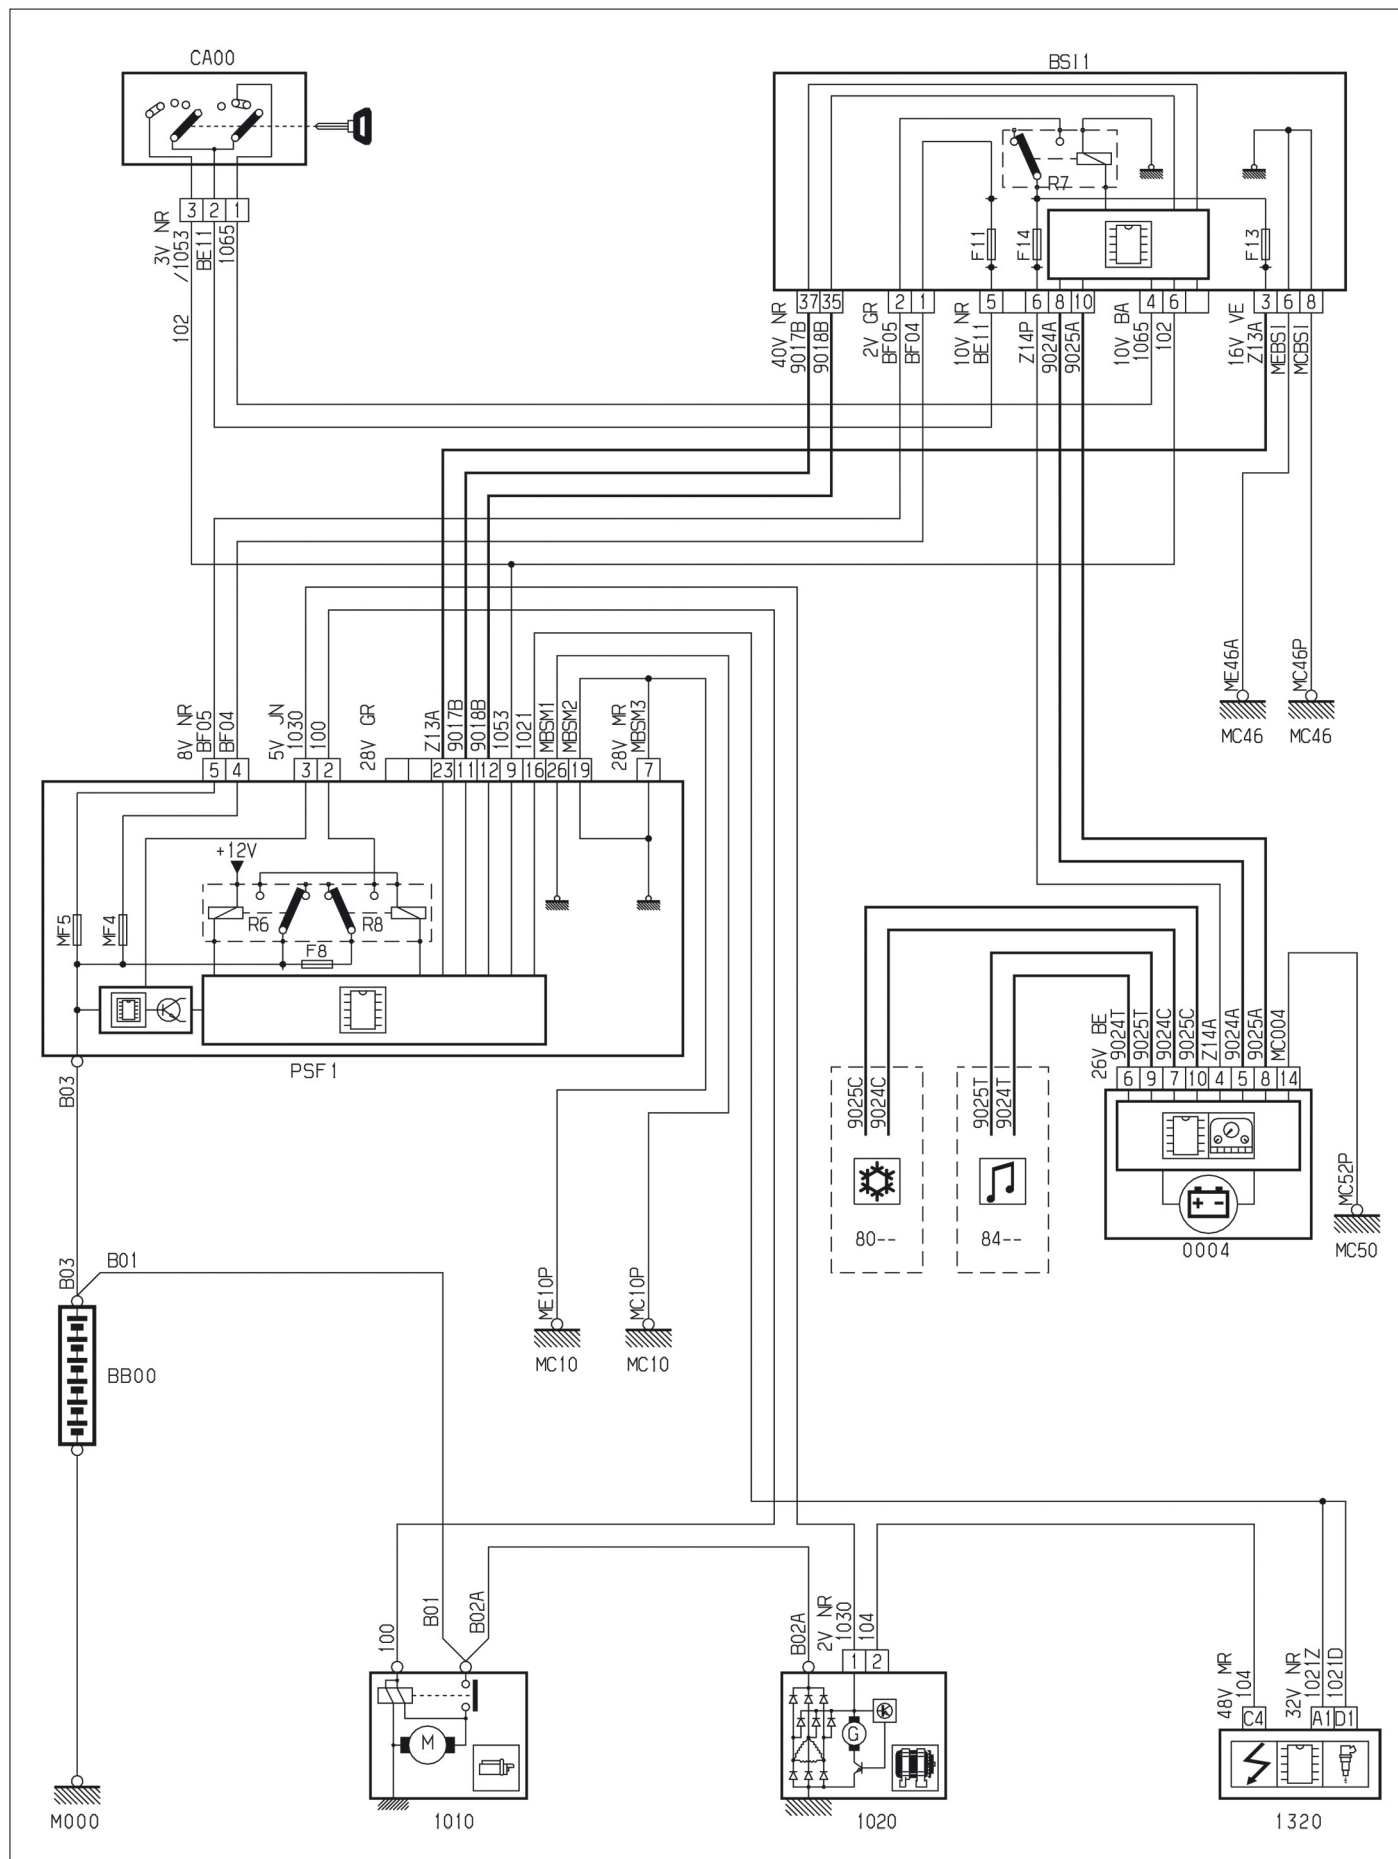 CA00
BSI1
R7
F11
F14
F13
3 2 1
3V NR
/1053
BE11
1065
102
37 35 2 1 5 6 8 10 4 6 3 6 8
40V NR
9017B
9018B
2V GR
BF05
BF04
10V NR
BE11
Z14P
9024A
9025A
10V BA
1065
102
16V VE
Z13A
MEBSI
MCBSI
ME46A
MC46P
MC46 MC46
8V NR
BF05
BF04
5V JN
1030
100
28V GR
Z13A
9017B
9018B
1053
1021
MBSM1
MBSM2
28V MR
MBSM3
5 4 3 2 23 11 12 9 16 26 19 7
+12V
MF5
MF4
R6 R8
F8
PSF1
B03
26V BE
9024T
9025T
9024C
9025C
Z14A
9024A
9025A
MC004
6 9 7 10 4 5 8 14
9025C
9024C
9025T
9024T
80--
84--
+ -
0004
MC52P
MC50
B03
B01
BB00
ME10P
MC10P
MC10 MC10
100
B01
B02A
B02A
2V NR
1030
104
1 2
48V MR
104
32V NR
1021Z
1021D
C4 A1 D1
M
G
M000
1010
1020
1320